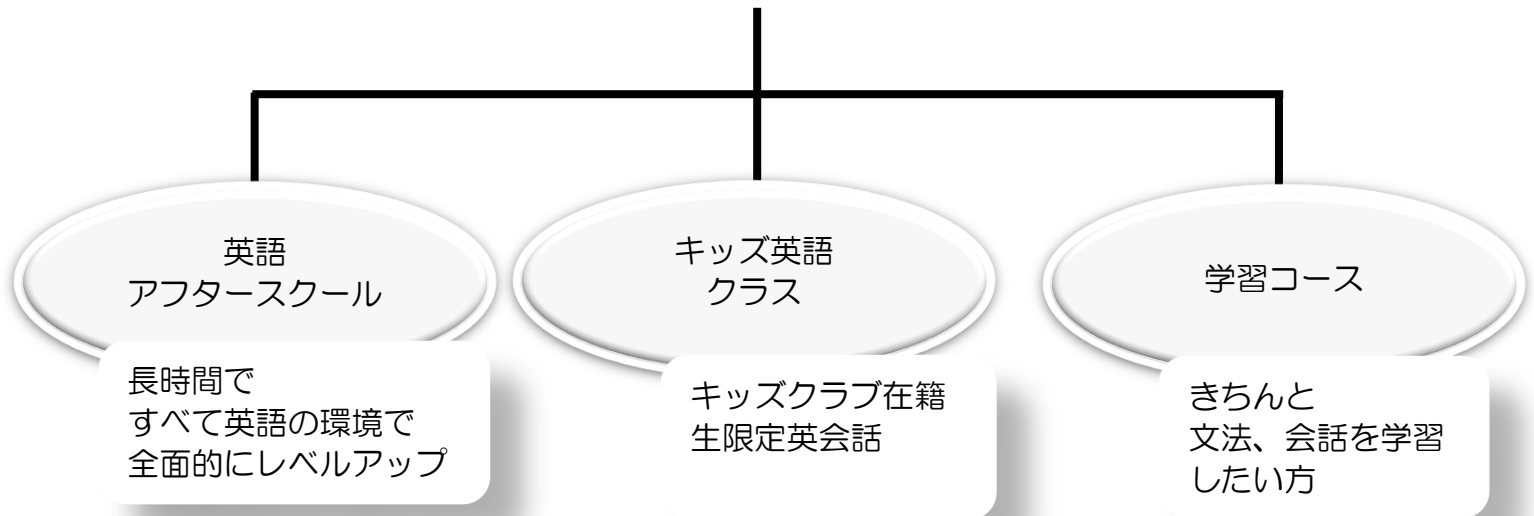 英語
アフタースクール
長時間で
すべて英語の環境で
全面的にレベルアップ
キッズ英語
クラス
キッズクラブ在籍
生限定英会話
学習コース
きちんと
文法、会話を学習
したい方